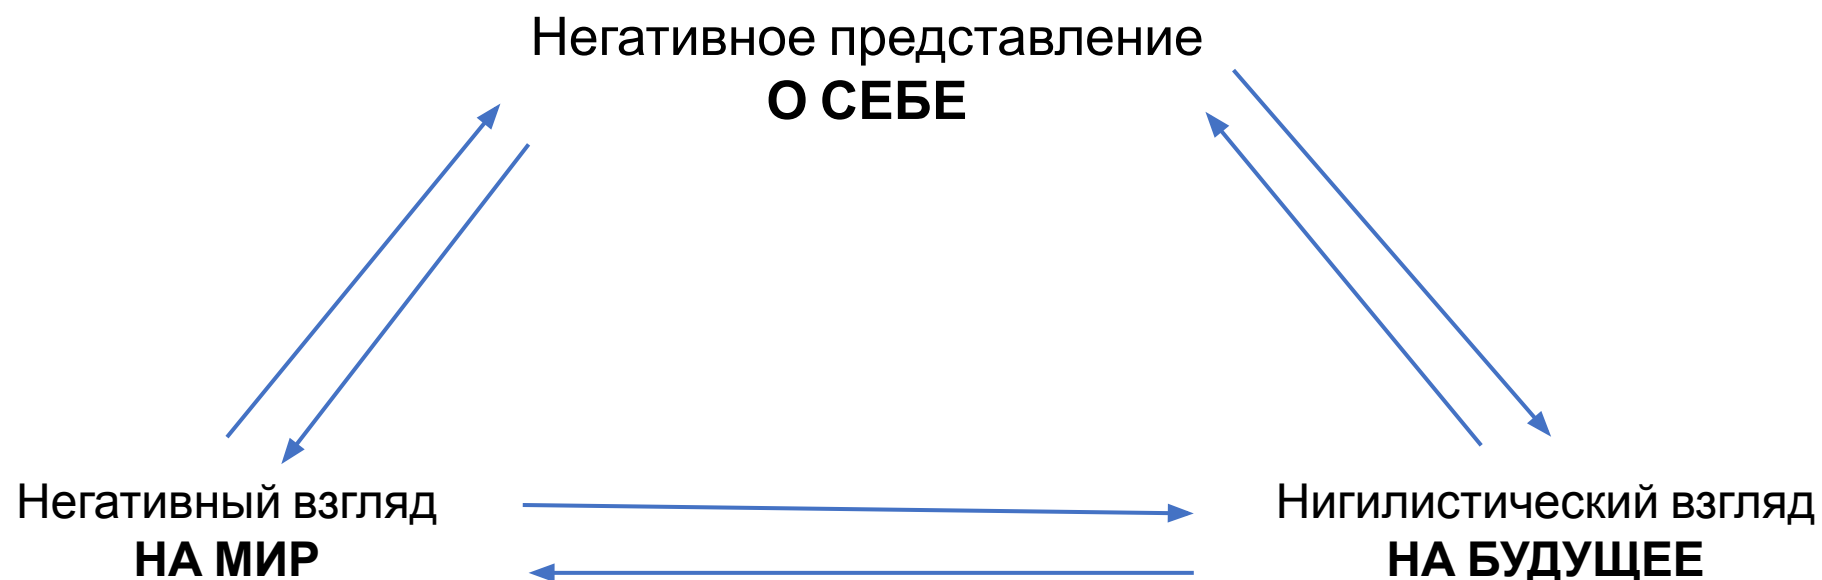 Негативное представление
О СЕБЕ
Негативный взгляд
НА МИР
Нигилистический взгляд
НА БУДУЩЕЕ